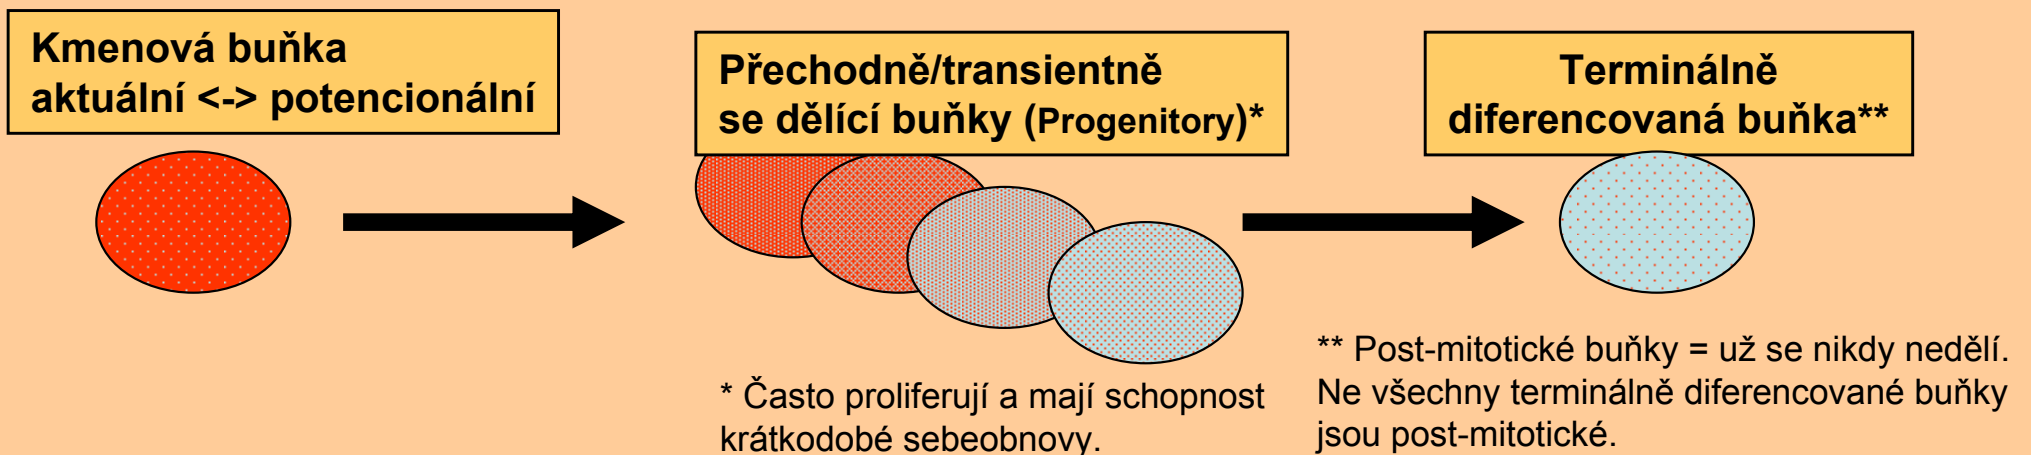 Kmenová buňka
aktuální <-> potencionální
Přechodně/transientně
se dělící buňky (Progenitory)*
Terminálně
diferencovaná buňka**
* Často proliferují a mají schopnost
krátkodobé sebeobnovy.
** Post-mitotické buňky = už se nikdy nedělí.
Ne všechny terminálně diferencované buňky
jsou post-mitotické.